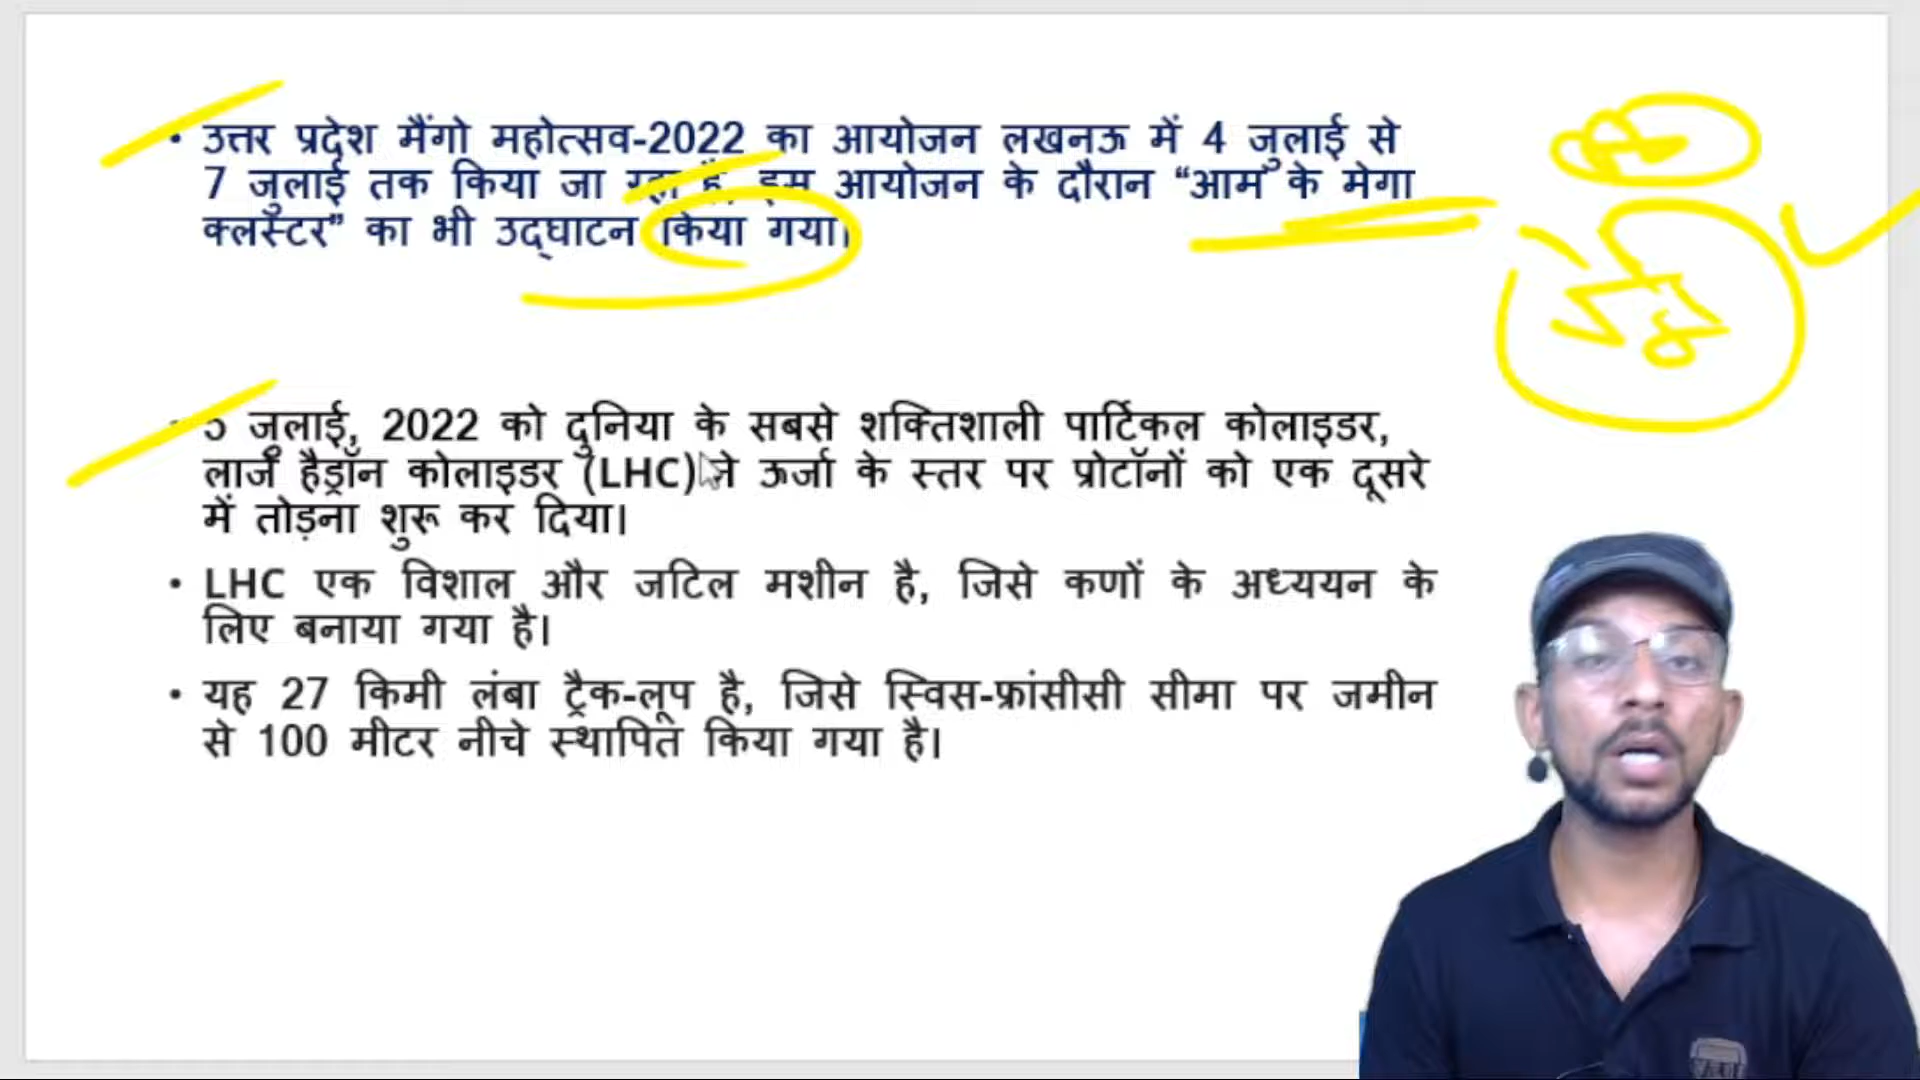 • उत्तर प्रदेश मैंगो महोत्सव-2022 का आयोजन लखनऊ में 4 जुलाई से
7 जुलाई तक किया जा रहा है, इस आयोजन के दौरान “आम के मेगा
क्लस्टर” का भी उद्घाटन किया गया।
• 5 जुलाई, 2022 को दुनिया के सबसे शक्तिशाली पार्टिकल कोलाइडर,
लार्ज हैड्रॉन कोलाइडर (LHC) ने ऊर्जा के स्तर पर प्रोटॉनों को एक दूसरे
में तोड़ना शुरू कर दिया।
• LHC एक विशाल और जटिल मशीन है, जिसे कणों के अध्ययन के
लिए बनाया गया है।
• यह 27 किमी लंबा ट्रैक-लूप है, जिसे स्विस-फ्रांसीसी सीमा पर जमीन
से 100 मीटर नीचे स्थापित किया गया है।